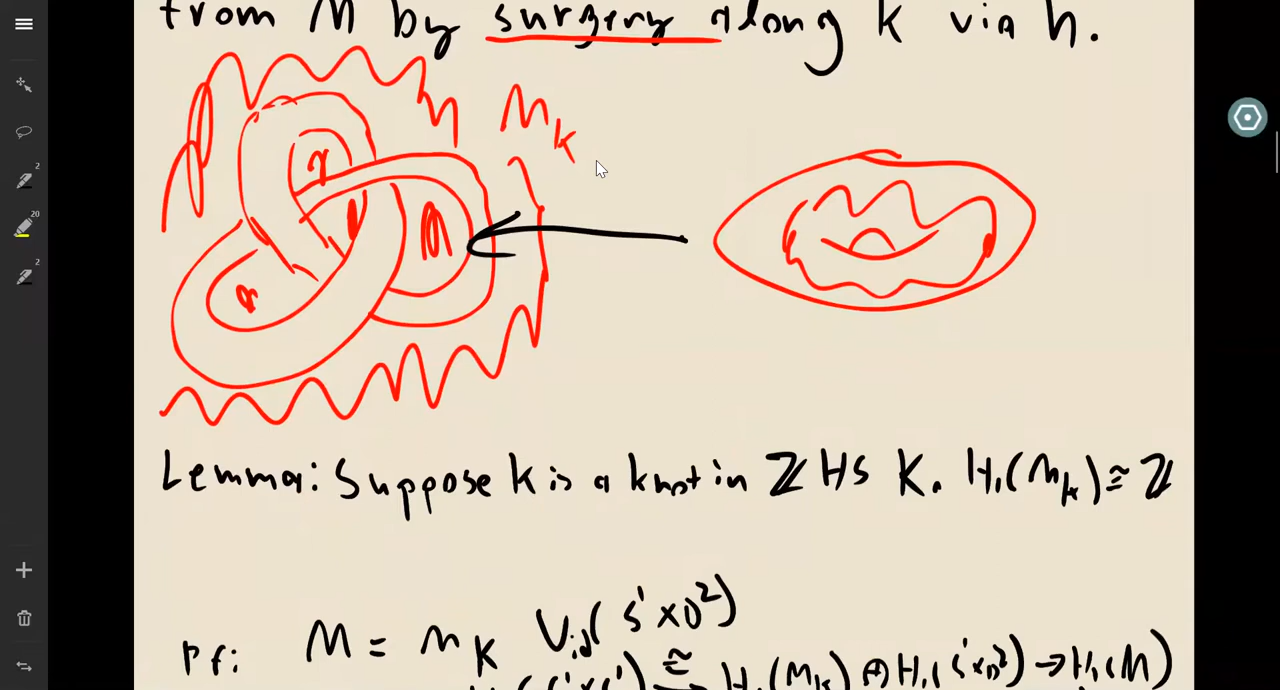 from M by surgery along K via h.
M_K
Lemma: Suppose K is a knot in ℤHS K. H₁(M_K) ≅ ℤ
Pf: M = M_K ∪_id (S¹×D²)
≅ H₁(M_K) ⊕ H₁(S¹×D²) → H₁(M)